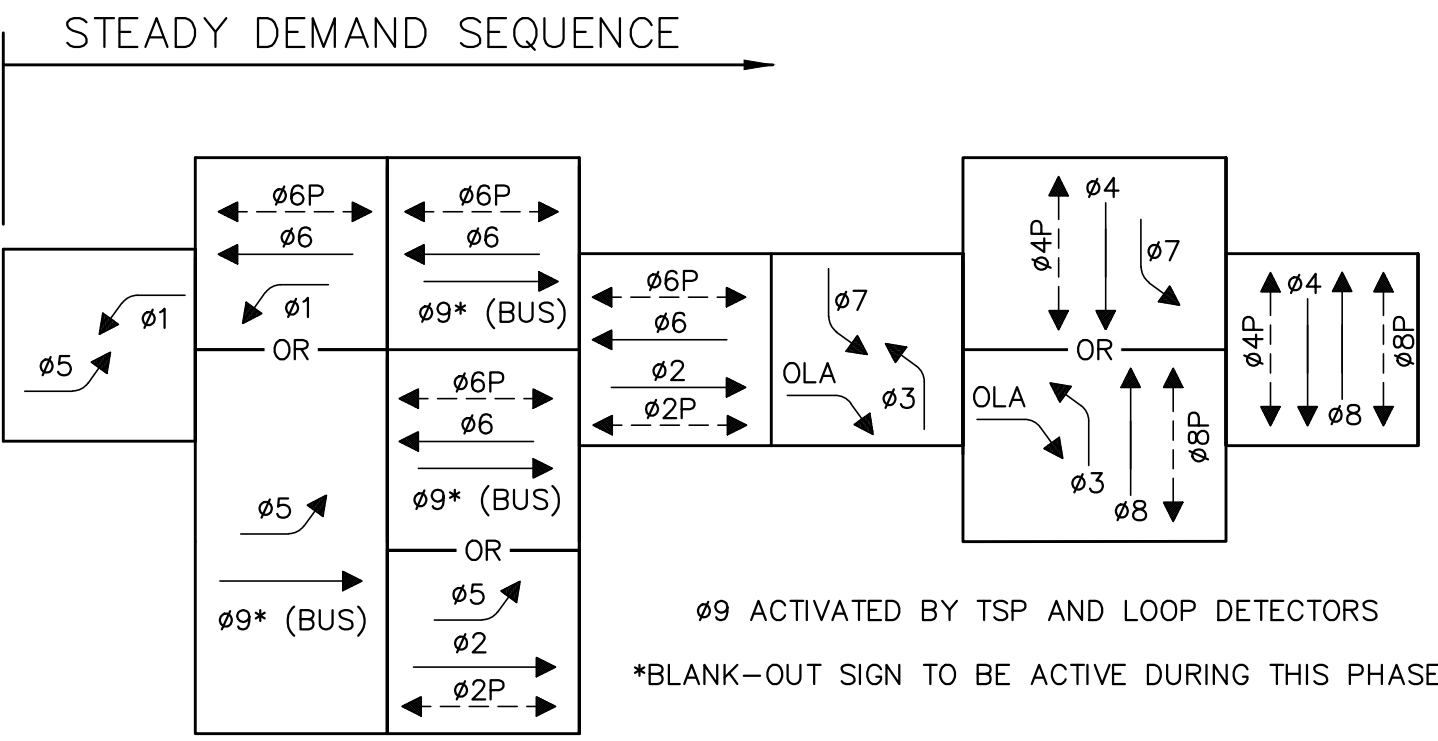 STEADY DEMAND SEQUENCE
ø1
ø5
ø6P
ø6
ø1
OR
ø5
ø9* (BUS)
ø6P
ø6
ø9* (BUS)
ø6P
ø6
ø9* (BUS)
OR
ø5
ø2
ø2P
ø6P
ø6
ø2
ø2P
ø7
OLA
ø3
ø4P
ø4
ø7
OR
OLA
ø3
ø8
ø8P
ø4P
ø4
ø8
ø8P
ø9 ACTIVATED BY TSP AND LOOP DETECTORS
*BLANK-OUT SIGN TO BE ACTIVE DURING THIS PHASE